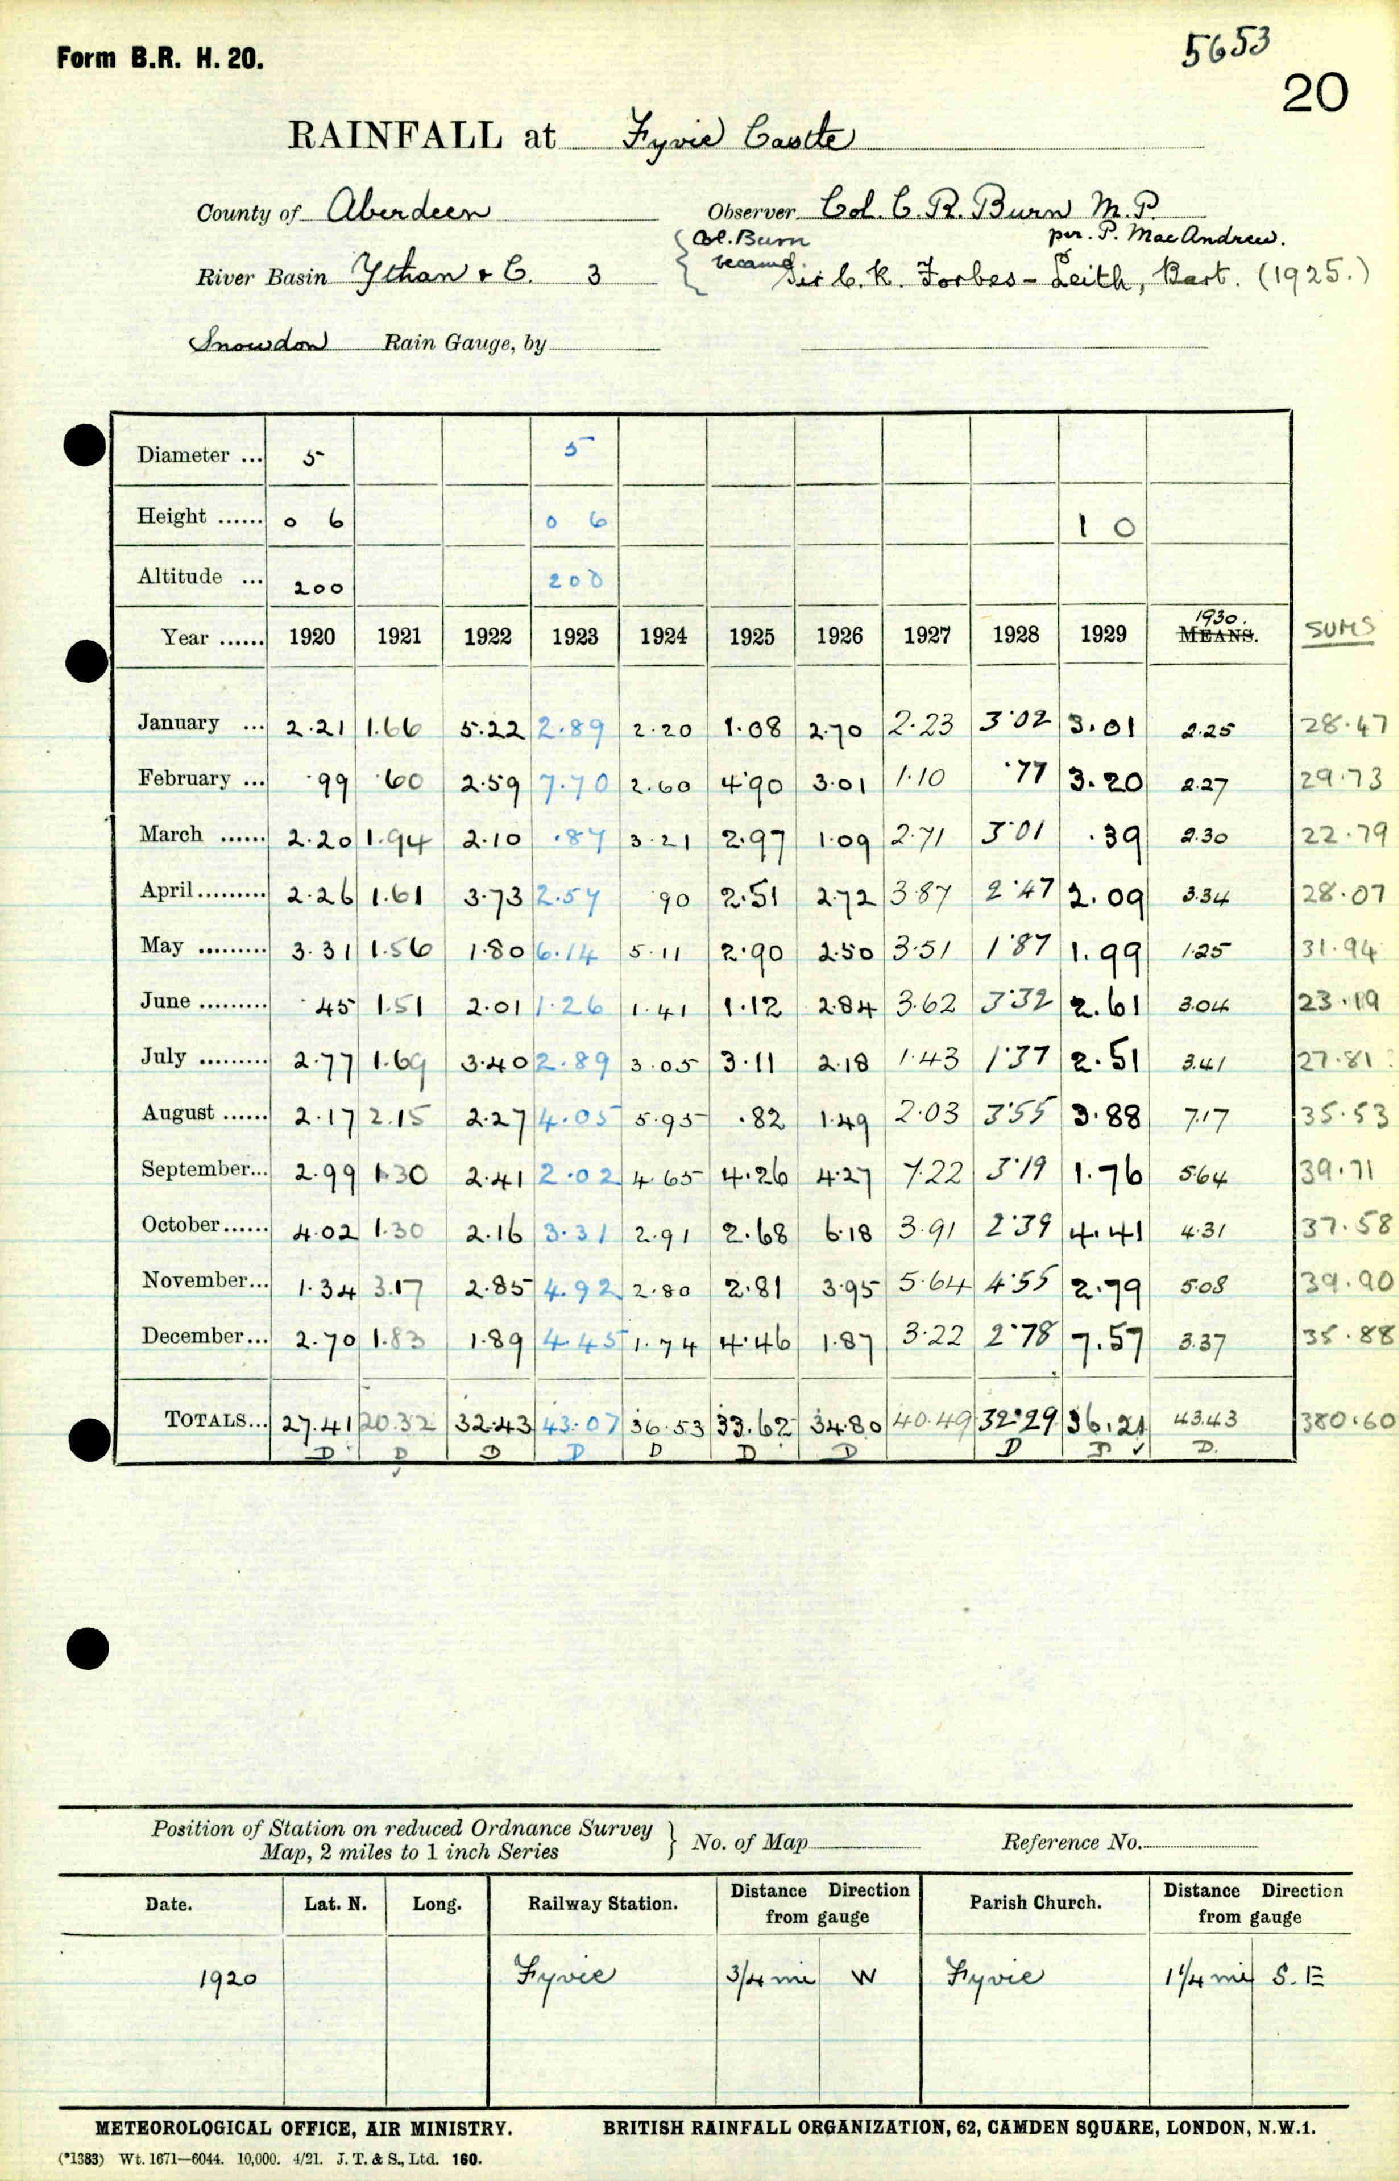 Form B.R. H. 20.
5653
20
RAINFALL at Fyvie Castle
County of Aberdeen Observer Col. C. R. Burn M.P.
Col. Burn per. P. MacAndrew.
became
River Basin Ythan & C. 3 Sir C. R. Forbes-Leith, Bart. (1925.)
Snowdon Rain Gauge, by
Diameter ... 5 5
Height ...... 0 6 0 6 1 0
Altitude ... 200 200
1930.
Year ...... 1920 1921 1922 1923 1924 1925 1926 1927 1928 1929 MEANS. SUMS
January ... 2.21 1.66 5.22 2.89 2.20 1.08 2.70 2.23 3.02 3.01 2.25 28.47
February ... .99 .60 2.59 7.70 2.60 4.90 3.01 1.10 .77 3.20 2.27 29.73
March ...... 2.20 1.94 2.10 .87 3.21 2.97 1.09 2.71 3.01 .39 2.30 22.79
April ......... 2.26 1.61 3.73 2.57 90 2.51 2.72 3.87 2.47 2.09 3.34 28.07
May ......... 3.31 1.56 1.80 6.14 5.11 2.90 2.50 3.51 1.87 1.99 1.25 31.94
June ......... .45 1.51 2.01 1.26 1.41 1.12 2.84 3.62 3.32 2.61 3.04 23.19
July ......... 2.77 1.69 3.40 2.89 3.05 3.11 2.18 1.43 1.37 2.51 3.41 27.81
August ...... 2.17 2.15 2.27 4.05 5.95 .82 1.49 2.03 3.55 3.88 7.17 35.53
September... 2.99 1.30 2.41 2.02 4.65 4.26 4.27 7.22 3.19 1.76 5.64 39.71
October...... 4.02 1.30 2.16 3.31 2.91 2.68 6.18 3.91 2.39 4.41 4.31 37.58
November... 1.34 3.17 2.85 4.92 2.80 2.81 3.95 5.64 4.55 2.79 5.08 39.90
December... 2.70 1.83 1.89 4.45 1.74 4.46 1.87 3.22 2.78 7.57 3.37 35.88
TOTALS... 27.41 20.32 32.43 43.07 36.53 33.62 34.80 40.49 32.29 36.21 43.43 380.60
D D D D D D D D D ✓ D.
✓
Position of Station on reduced Ordnance Survey
Map, 2 miles to 1 inch Series } No. of Map Reference No.
Date. Lat. N. Long. Railway Station. Distance Direction from gauge Parish Church. Distance Direction from gauge
1920 Fyvie 3/4 mi W Fyvie 1 1/4 mi S. E
METEOROLOGICAL OFFICE, AIR MINISTRY. BRITISH RAINFALL ORGANIZATION, 62, CAMDEN SQUARE, LONDON, N.W.1.
(*1383) Wt. 1671—6044. 10,000. 4/21. J. T. & S., Ltd. 160.